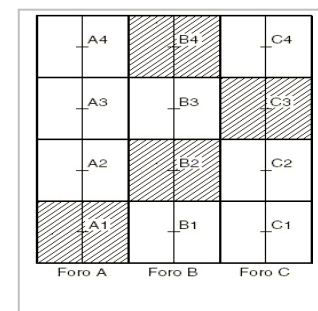 A4 B4 C4
A3 B3 C3
A2 B2 C2
A1 B1 C1
Foro A Foro B Foro C